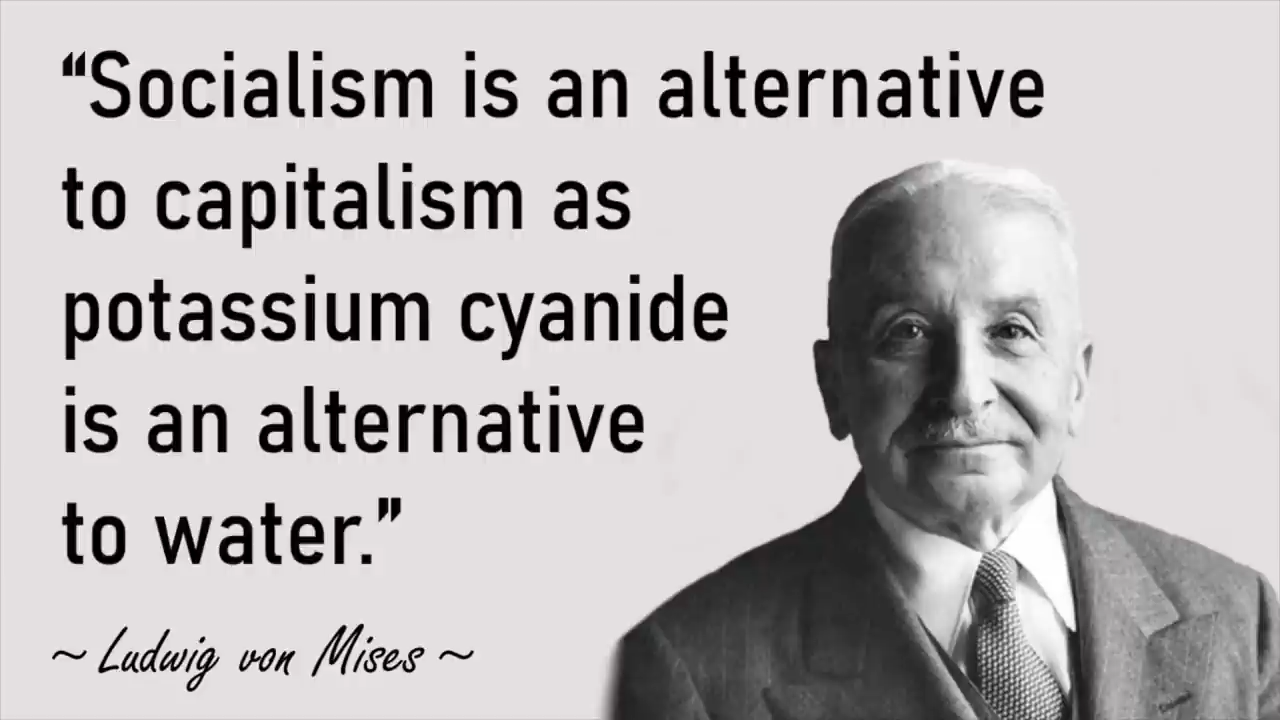 “Socialism is an alternative
to capitalism as
potassium cyanide
is an alternative
to water.”
~ Ludwig von Mises ~